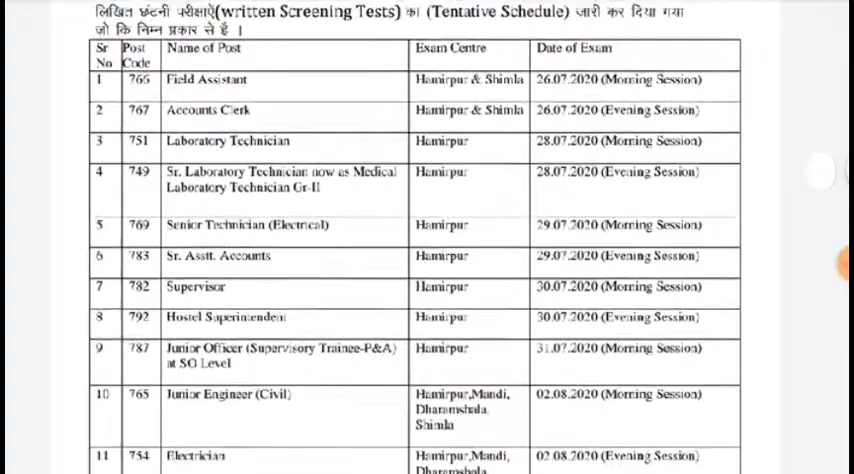 लिखित छंटनी परीक्षाऐं(written Screening Tests) का (Tentative Schedule) जारी कर दिया गया
जो कि निम्न प्रकार से है ।
Sr No Post Code Name of Post Exam Centre Date of Exam
1 766 Field Assistant Hamirpur & Shimla 26.07.2020 (Morning Session)
2 767 Accounts Clerk Hamirpur & Shimla 26.07.2020 (Evening Session)
3 751 Laboratory Technician Hamirpur 28.07.2020 (Morning Session)
4 749 Sr. Laboratory Technician now as Medical Hamirpur 28.07.2020 (Evening Session)
Laboratory Technician Gr-II
5 769 Senior Technician (Electrical) Hamirpur 29.07.2020 (Morning Session)
6 783 Sr. Asstt. Accounts Hamirpur 29.07.2020 (Evening Session)
7 782 Supervisor Hamirpur 30.07.2020 (Morning Session)
8 792 Hostel Superintendent Hamirpur 30.07.2020 (Evening Session)
9 787 Junior Officer (Supervisory Trainee-P&A) Hamirpur 31.07.2020 (Morning Session)
at SO Level
10 765 Junior Engineer (Civil) Hamirpur,Mandi, 02.08.2020 (Morning Session)
Dharamshala,
Shimla
11 754 Electrician Hamirpur,Mandi, 02.08.2020 (Evening Session)
Dharamshala,